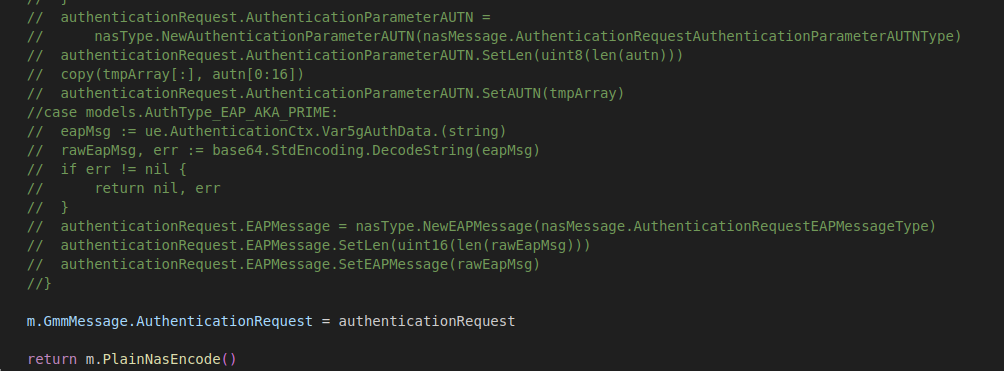 //  }
//  authenticationRequest.AuthenticationParameterAUTN =
//      nasType.NewAuthenticationParameterAUTN(nasMessage.AuthenticationRequestAuthenticationParameterAUTNType)
//  authenticationRequest.AuthenticationParameterAUTN.SetLen(uint8(len(autn)))
//  copy(tmpArray[:], autn[0:16])
//  authenticationRequest.AuthenticationParameterAUTN.SetAUTN(tmpArray)
//case models.AuthType_EAP_AKA_PRIME:
//  eapMsg := ue.AuthenticationCtx.Var5gAuthData.(string)
//  rawEapMsg, err := base64.StdEncoding.DecodeString(eapMsg)
//  if err != nil {
//      return nil, err
//  }
//  authenticationRequest.EAPMessage = nasType.NewEAPMessage(nasMessage.AuthenticationRequestEAPMessageType)
//  authenticationRequest.EAPMessage.SetLen(uint16(len(rawEapMsg)))
//  authenticationRequest.EAPMessage.SetEAPMessage(rawEapMsg)
//}
m.GmmMessage.AuthenticationRequest = authenticationRequest
return m.PlainNasEncode()